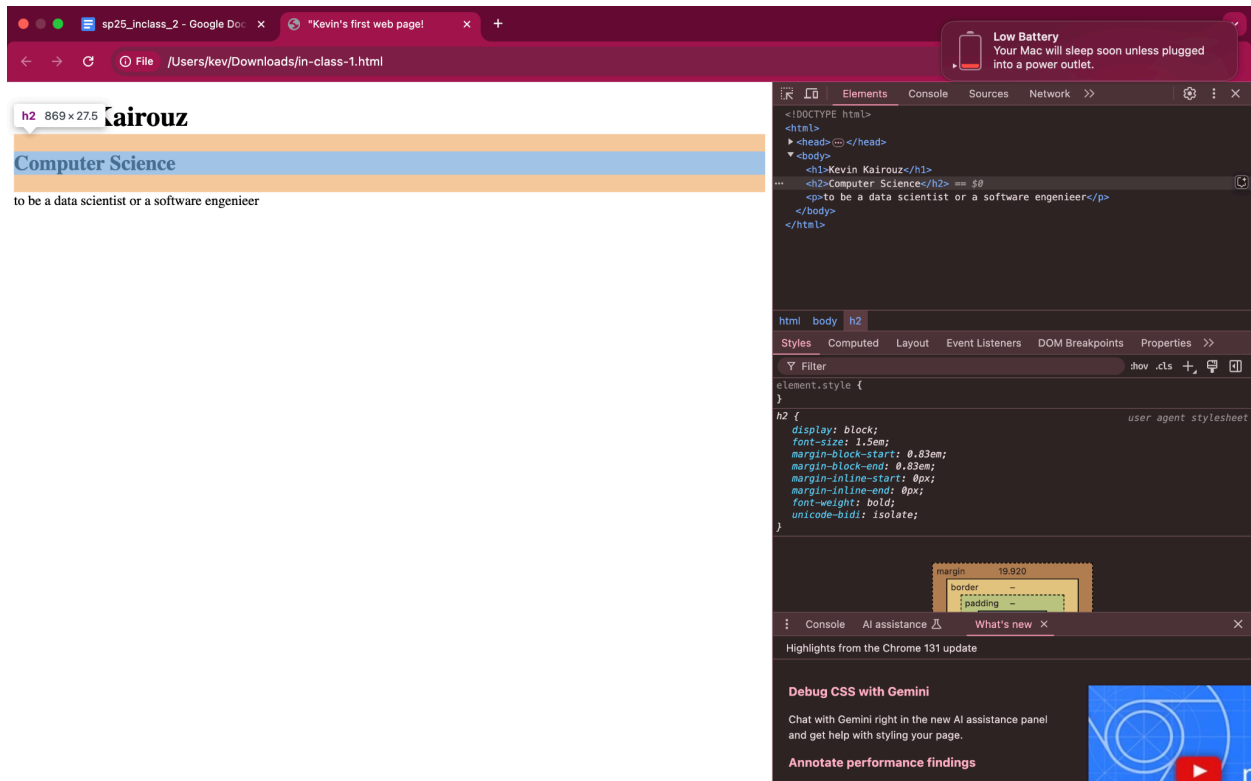 sp25_inclass_2 - Google Doc
"Kevin's first web page!
Low Battery
Your Mac will sleep soon unless plugged
into a power outlet.
File /Users/kev/Downloads/in-class-1.html
Elements Console Sources Network
h2 869×27.5
Kairouz
Computer Science
to be a data scientist or a software engenieer
<!DOCTYPE html>
<html>
<head> </head>
<body>
<h1>Kevin Kairouz</h1>
<h2>Computer Science</h2> == $0
<p>to be a data scientist or a software engenieer</p>
</body>
</html>
html body h2
Styles Computed Layout Event Listeners DOM Breakpoints Properties
Filter :hov .cls
element.style {
}
h2 { user agent stylesheet
display: block;
font-size: 1.5em;
margin-block-start: 0.83em;
margin-block-end: 0.83em;
margin-inline-start: 0px;
margin-inline-end: 0px;
font-weight: bold;
unicode-bidi: isolate;
}
margin 19.920
border –
padding –
Console AI assistance What's new
Highlights from the Chrome 131 update
Debug CSS with Gemini
Chat with Gemini right in the new AI assistance panel
and get help with styling your page.
Annotate performance findings